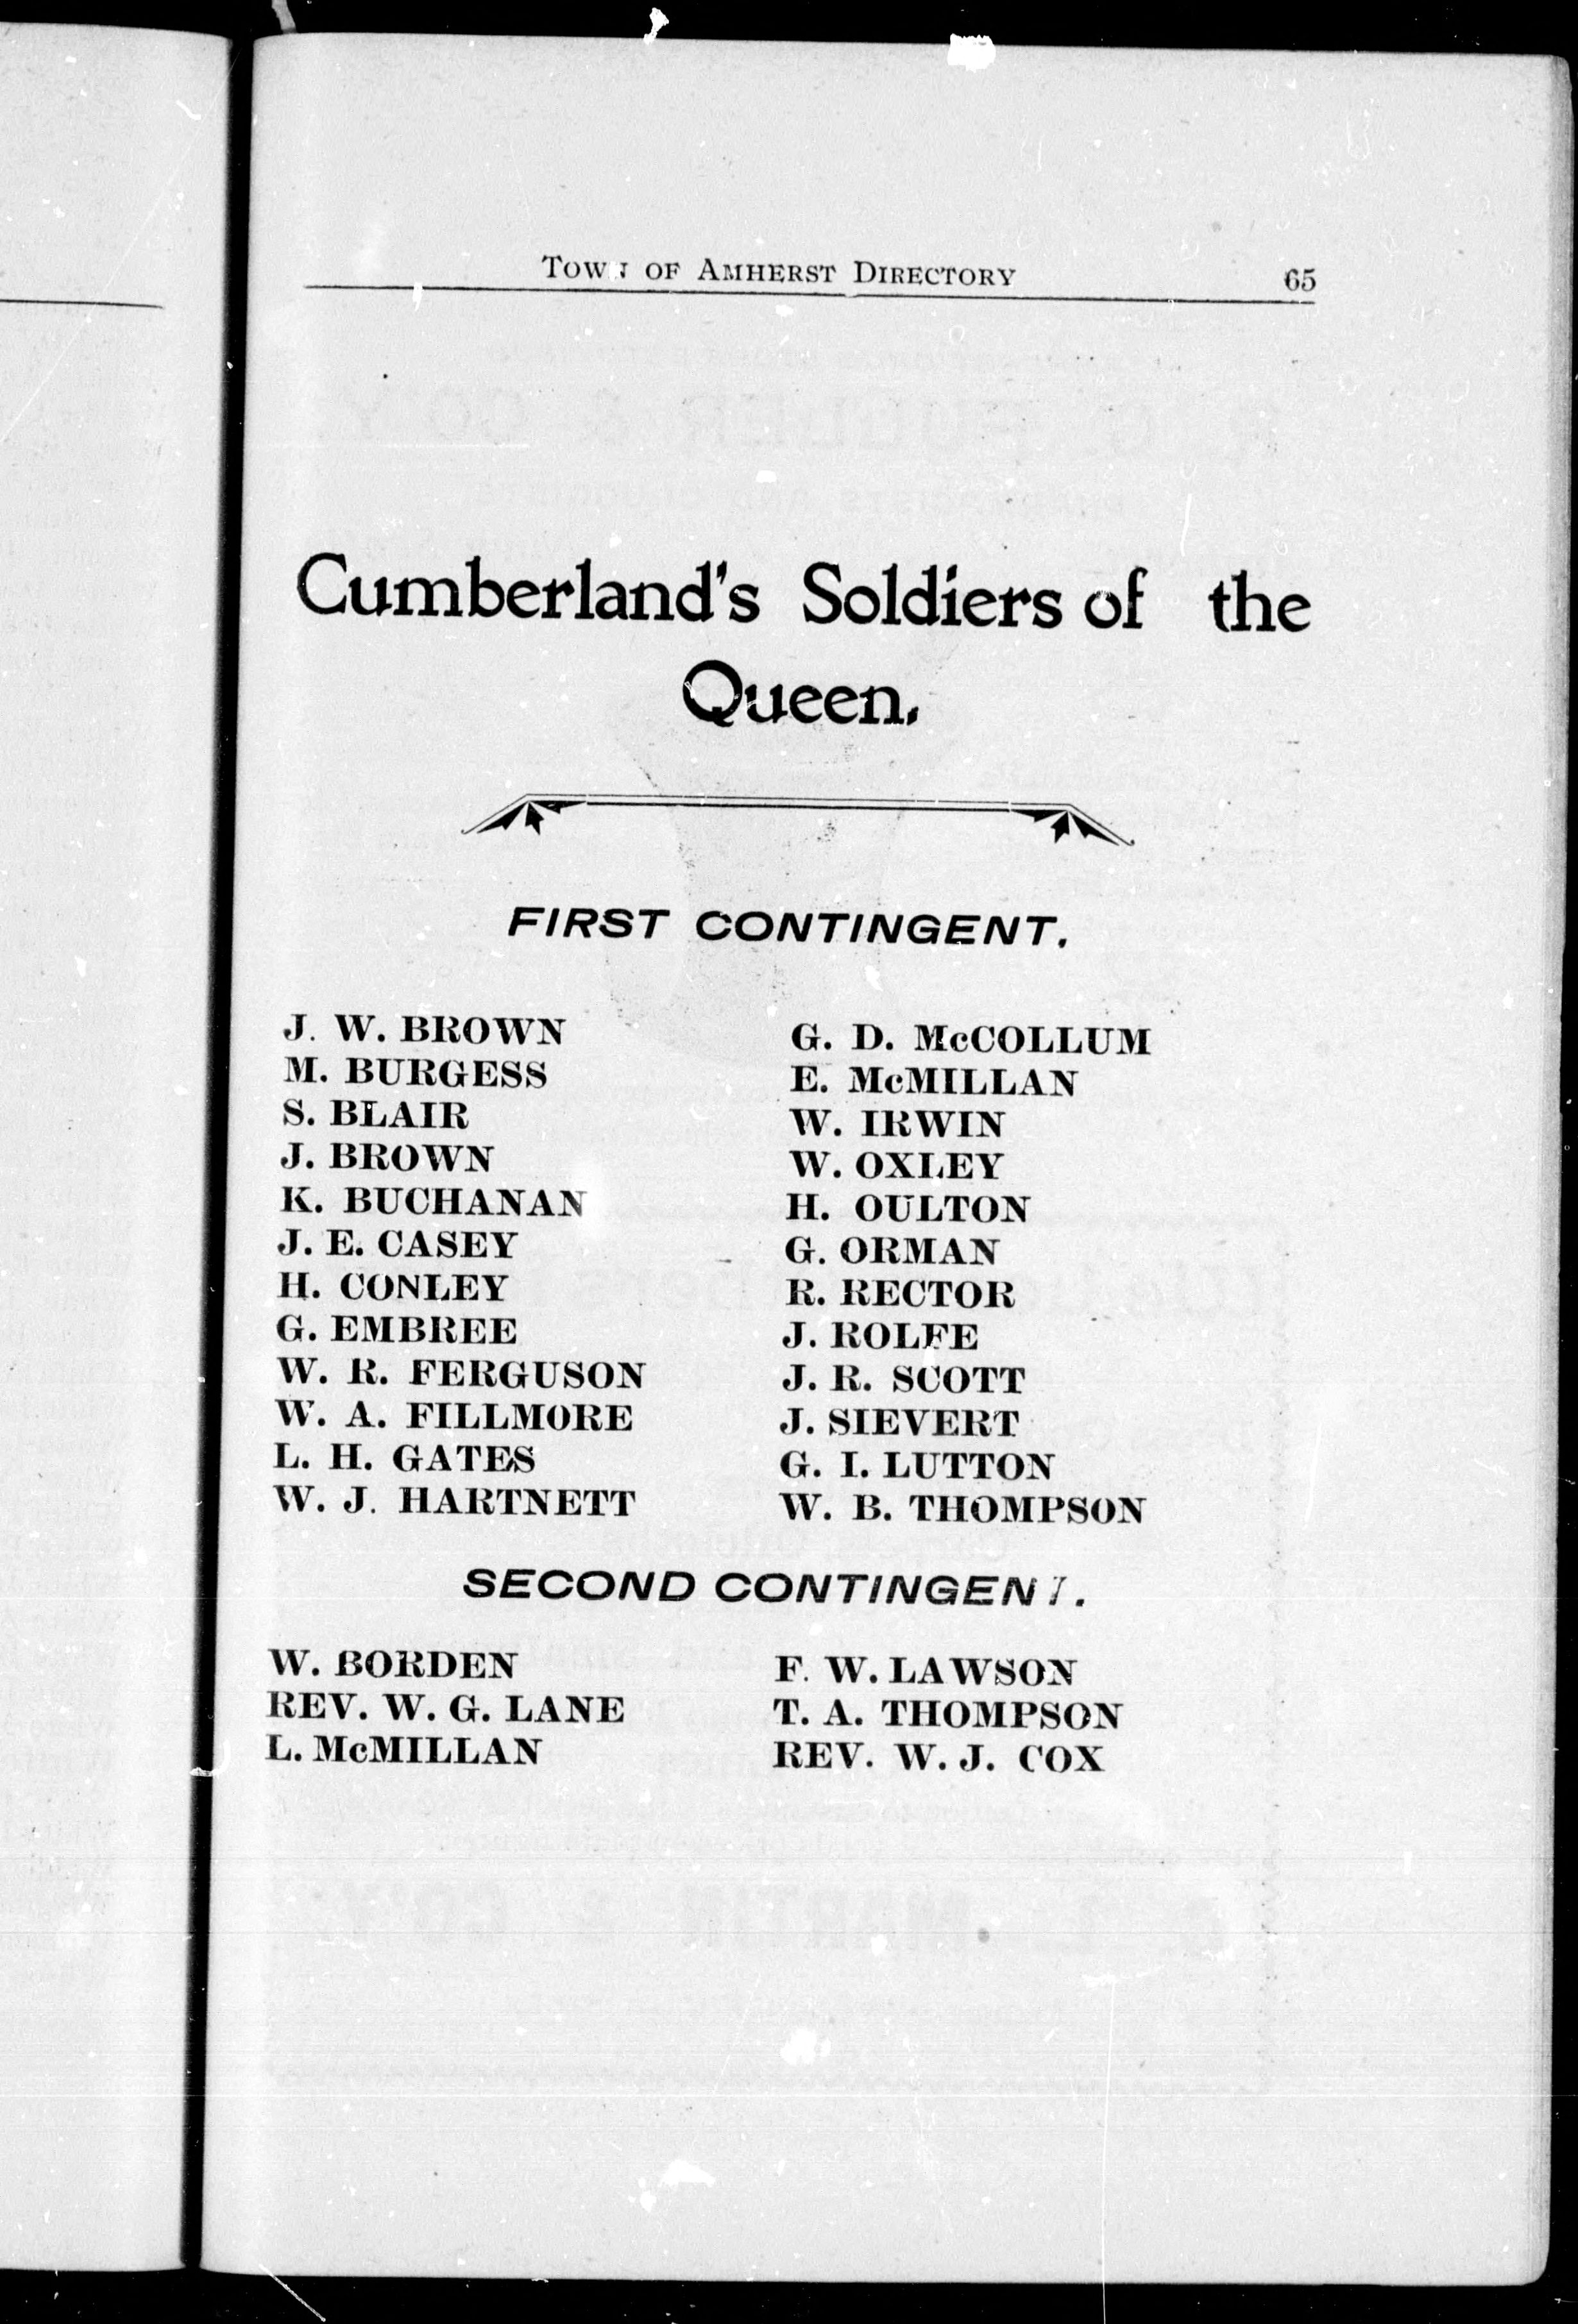 TOWN OF AMHERST DIRECTORY 65
Cumberland's Soldiers of the
Queen.
FIRST CONTINGENT.
J. W. BROWN
M. BURGESS
S. BLAIR
J. BROWN
K. BUCHANAN
J. E. CASEY
H. CONLEY
G. EMBREE
W. R. FERGUSON
W. A. FILLMORE
L. H. GATES
W. J. HARTNETT
G. D. McCOLLUM
E. McMILLAN
W. IRWIN
W. OXLEY
H. OULTON
G. ORMAN
R. RECTOR
J. ROLFE
J. R. SCOTT
J. SIEVERT
G. I. LUTTON
W. B. THOMPSON
SECOND CONTINGENT.
W. BORDEN
REV. W. G. LANE
L. McMILLAN
F. W. LAWSON
T. A. THOMPSON
REV. W. J. COX